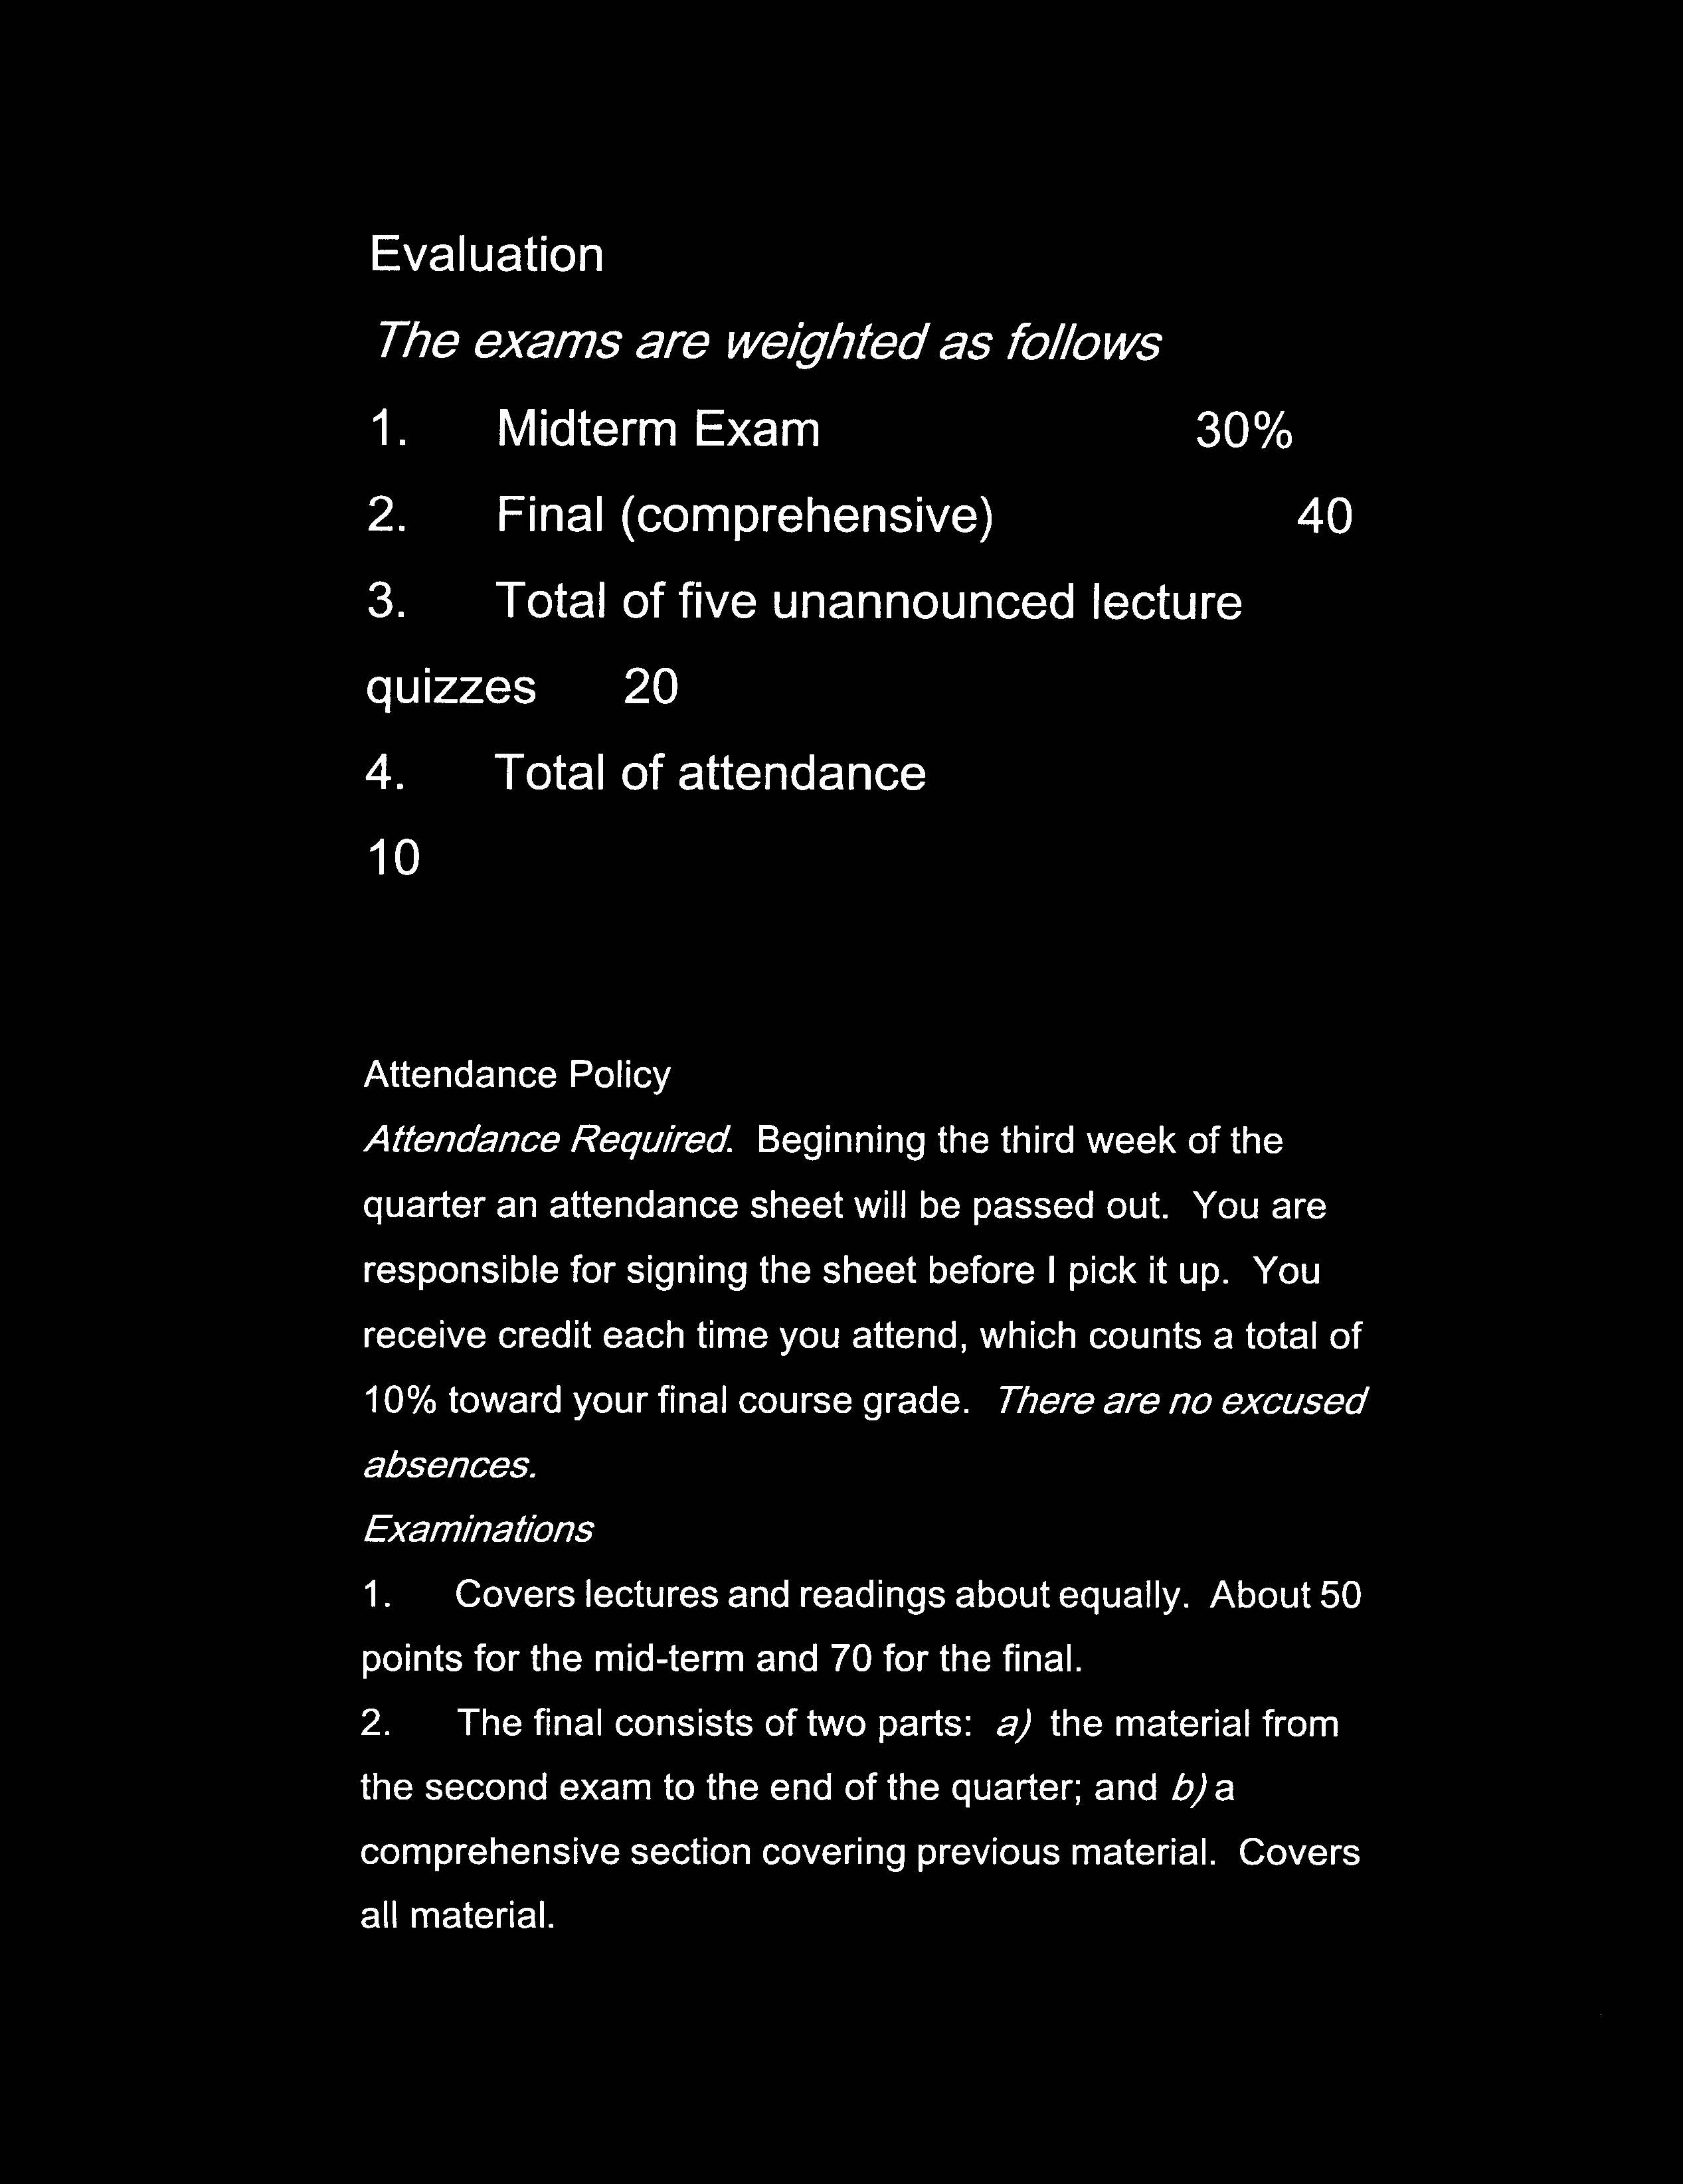 Evaluation
The exams are weighted as follows
1. Midterm Exam 30%
2. Final (comprehensive) 40
3. Total of five unannounced lecture
quizzes 20
4. Total of attendance
10
Attendance Policy
Attendance Required. Beginning the third week of the
quarter an attendance sheet will be passed out. You are
responsible for signing the sheet before I pick it up. You
receive credit each time you attend, which counts a total of
10% toward your final course grade. There are no excused
absences.
Examinations
1. Covers lectures and readings about equally. About 50
points for the mid-term and 70 for the final.
2. The final consists of two parts: a) the material from
the second exam to the end of the quarter; and b) a
comprehensive section covering previous material. Covers
all material.